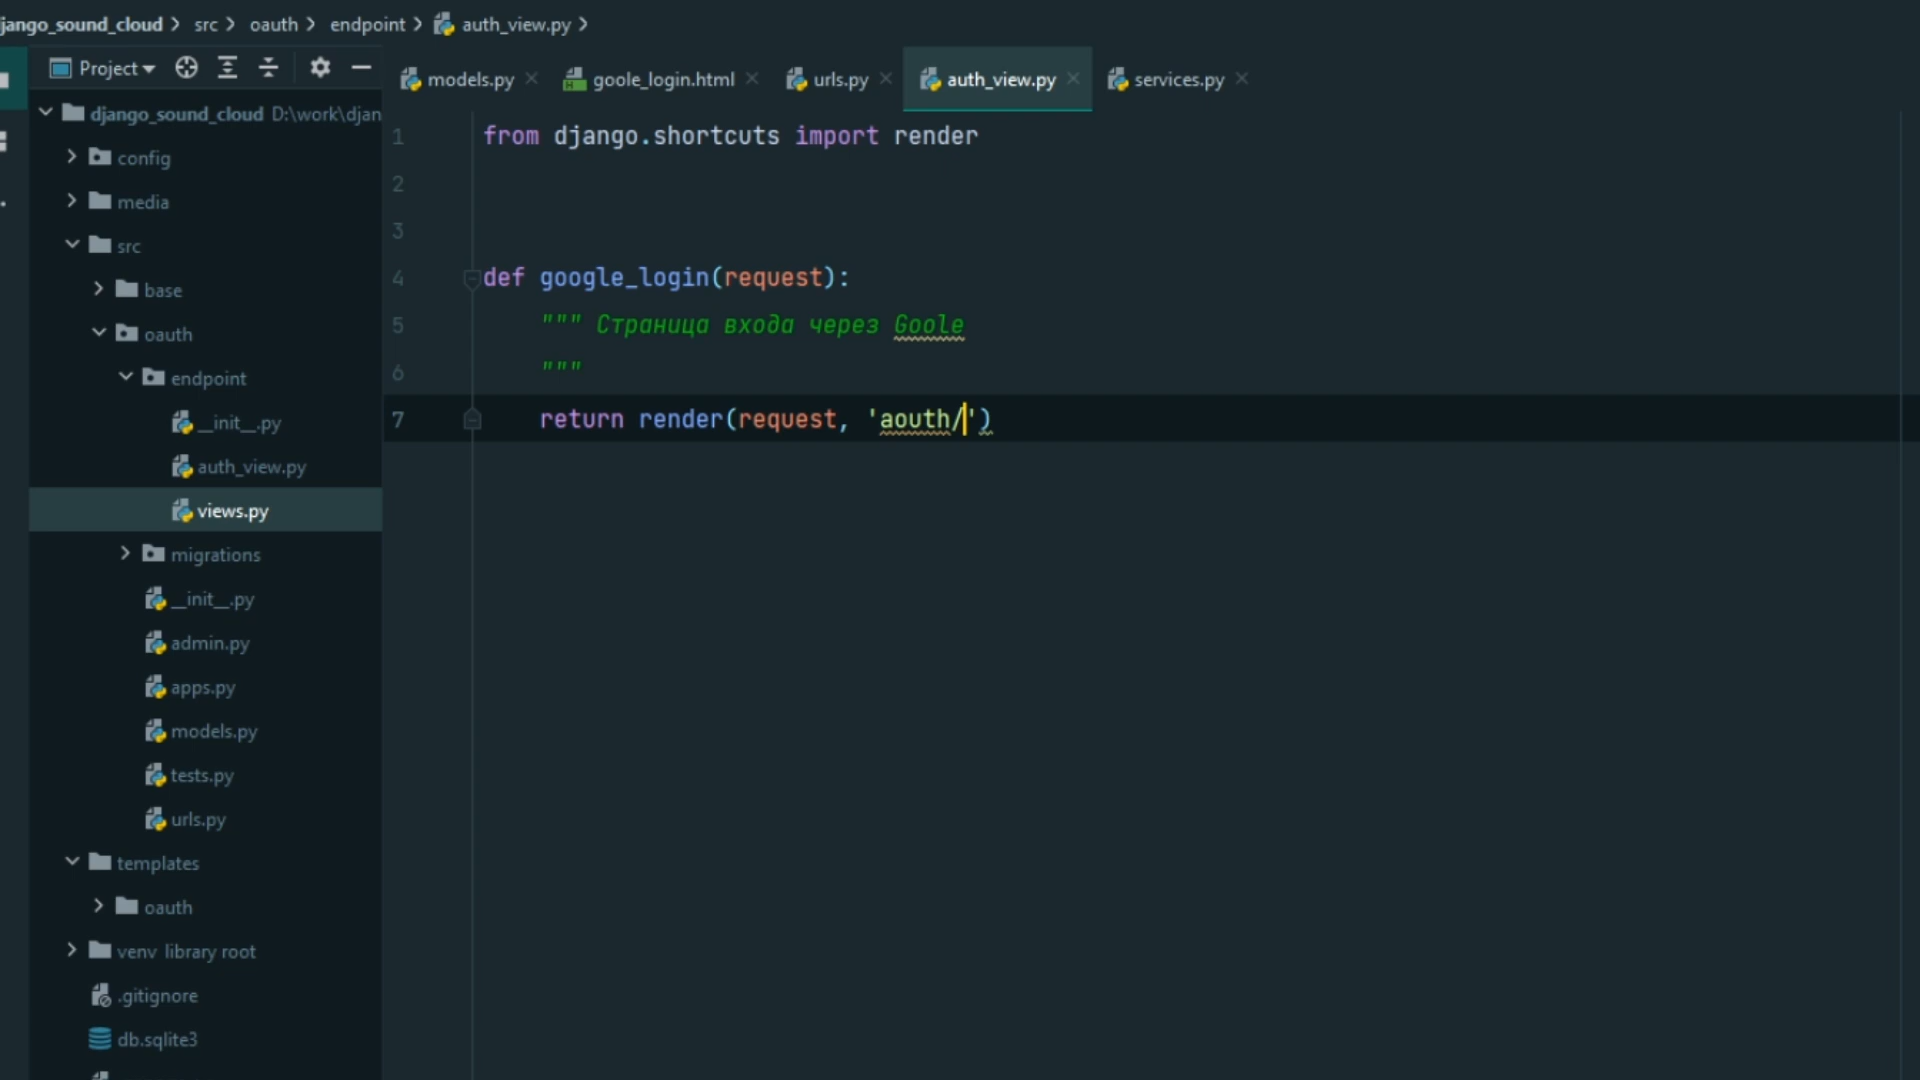 jango_sound_cloud > src > oauth > endpoint > auth_view.py >
Project
models.py × goole_login.html × urls.py × auth_view.py × services.py ×
django_sound_cloud D:\work\djan
config
media
src
base
oauth
endpoint
__init__.py
auth_view.py
views.py
migrations
__init__.py
admin.py
apps.py
models.py
tests.py
urls.py
templates
oauth
venv library root
.gitignore
db.sqlite3
1 from django.shortcuts import render
2
3
4 def google_login(request):
5 """ Страница входа через Goole
6 """
7 return render(request, 'aouth/')